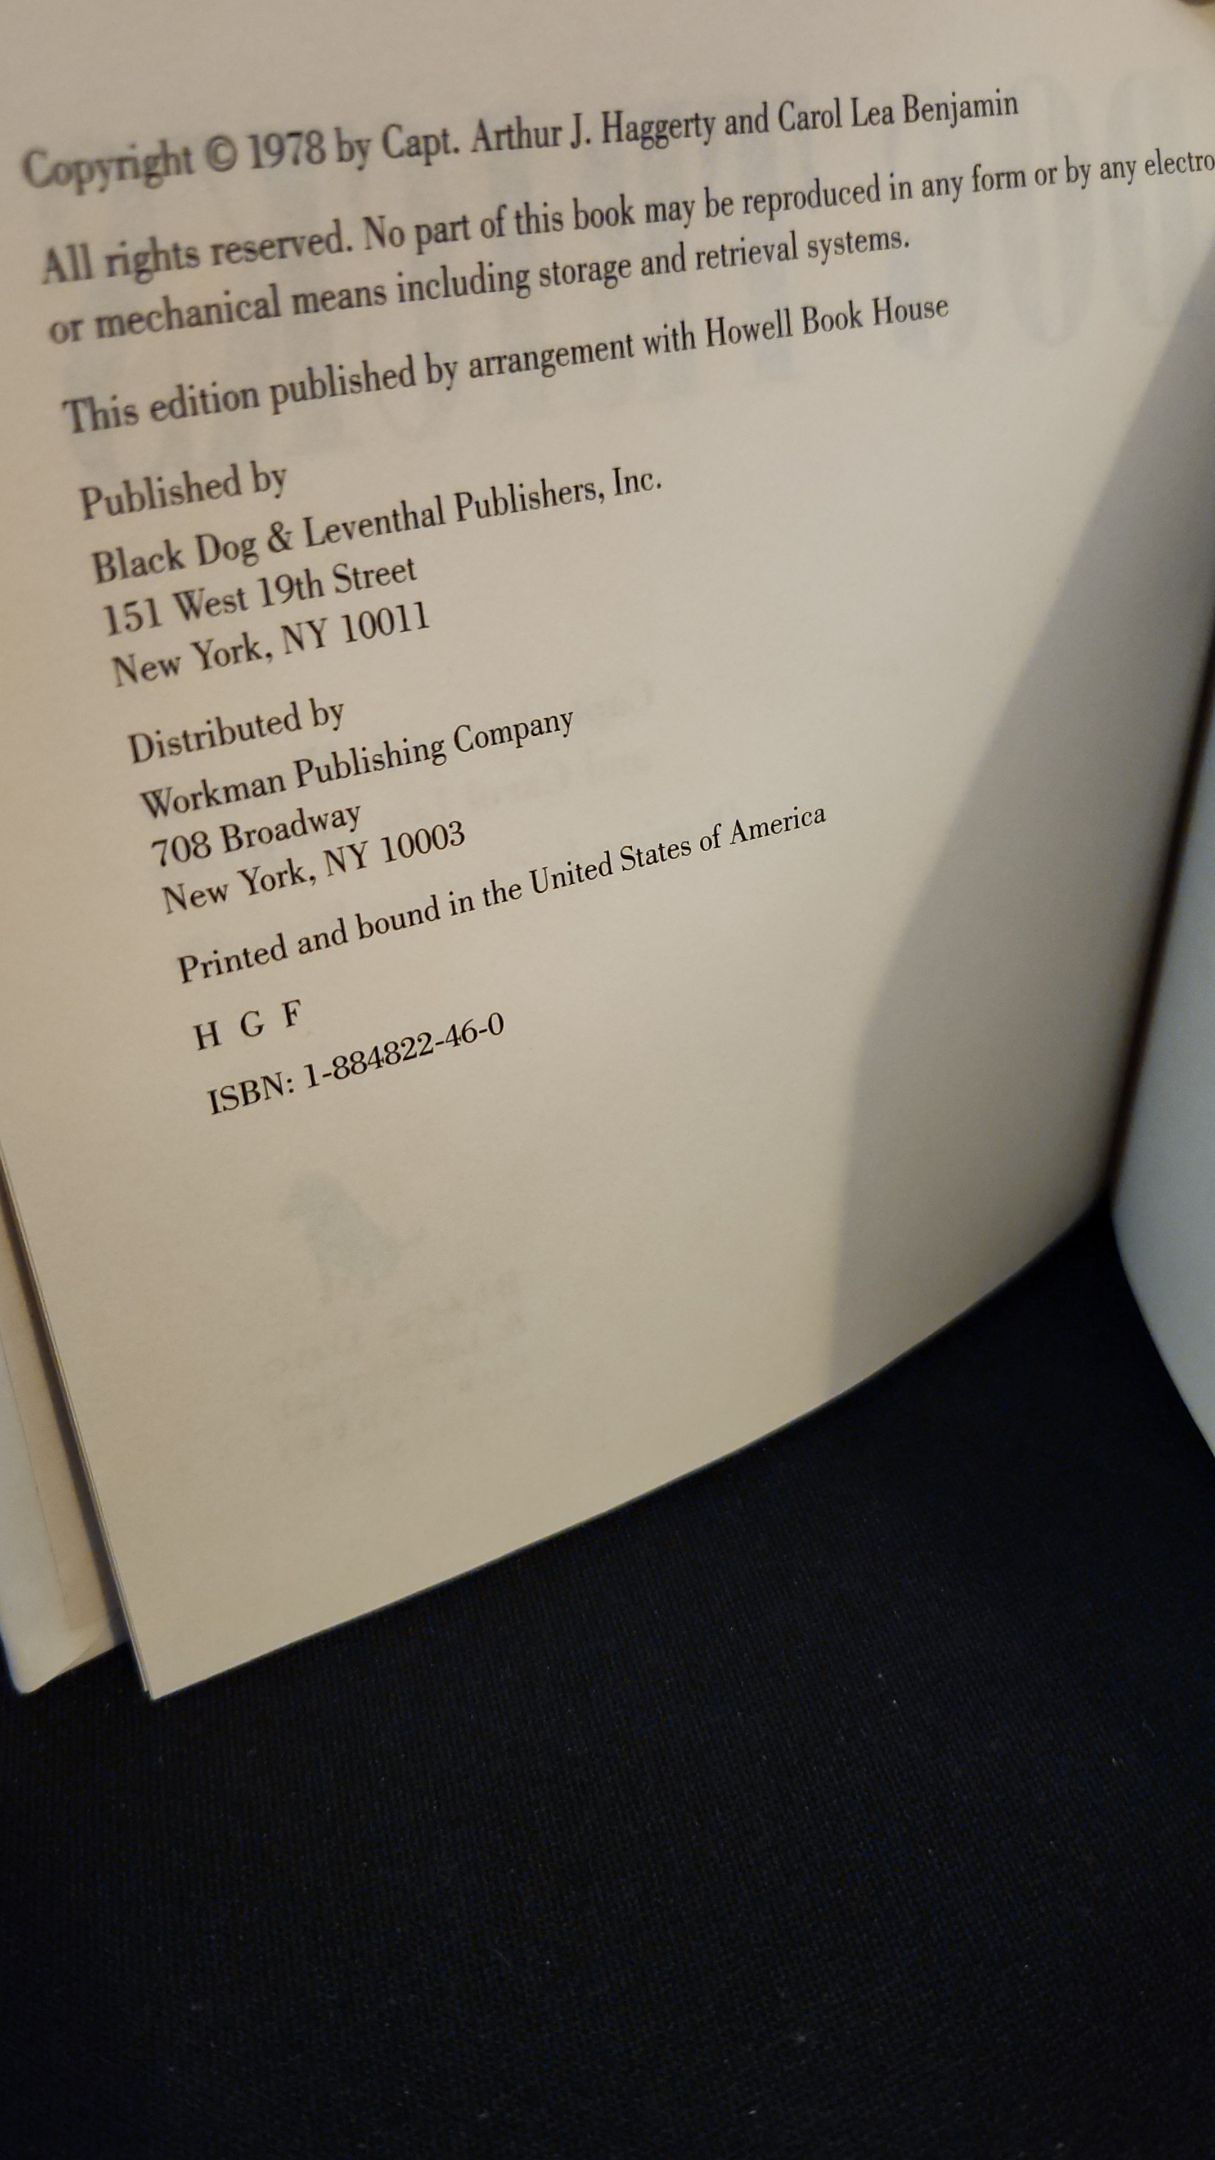 Copyright © 1978 by Capt. Arthur J. Haggerty and Carol Lea Benjamin
All rights reserved. No part of this book may be reproduced in any form or by any electro
or mechanical means including storage and retrieval systems.
This edition published by arrangement with Howell Book House
Published by
Black Dog & Leventhal Publishers, Inc.
151 West 19th Street
New York, NY 10011
Distributed by
Workman Publishing Company
708 Broadway
New York, NY 10003
Printed and bound in the United States of America
H G F
ISBN: 1-884822-46-0